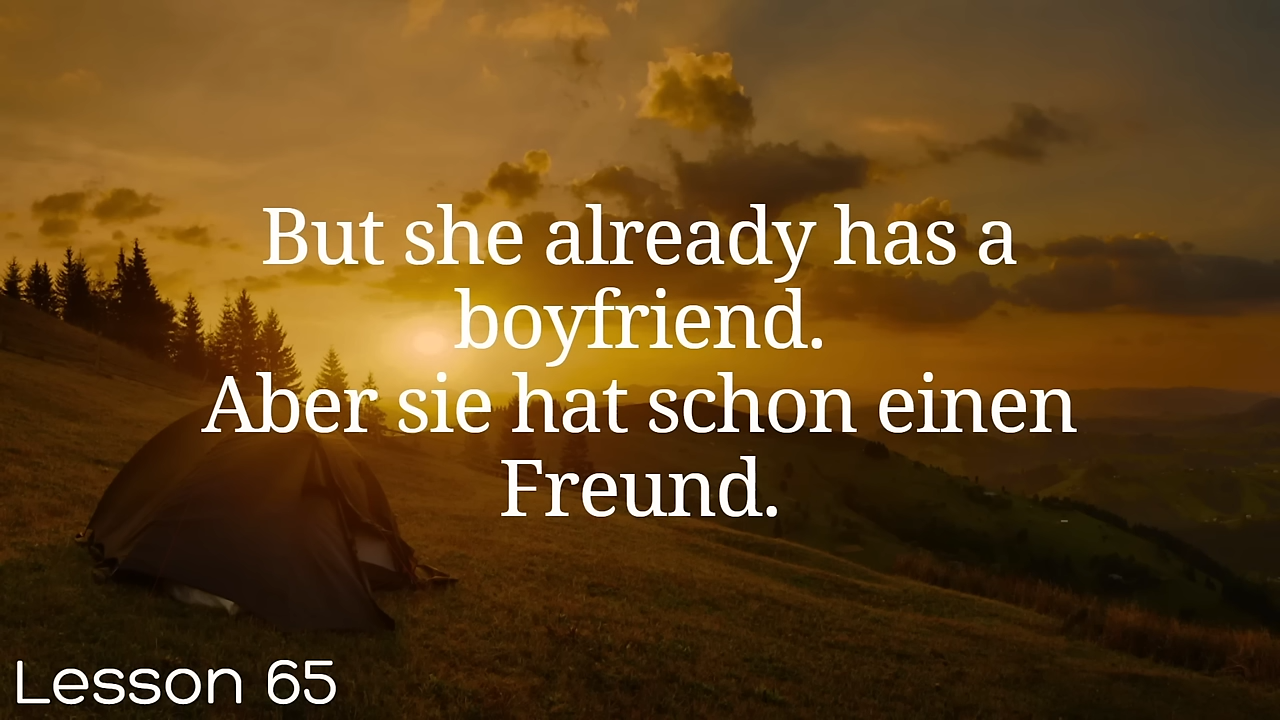 But she already has a
boyfriend.
Aber sie hat schon einen
Freund.
Lesson 65